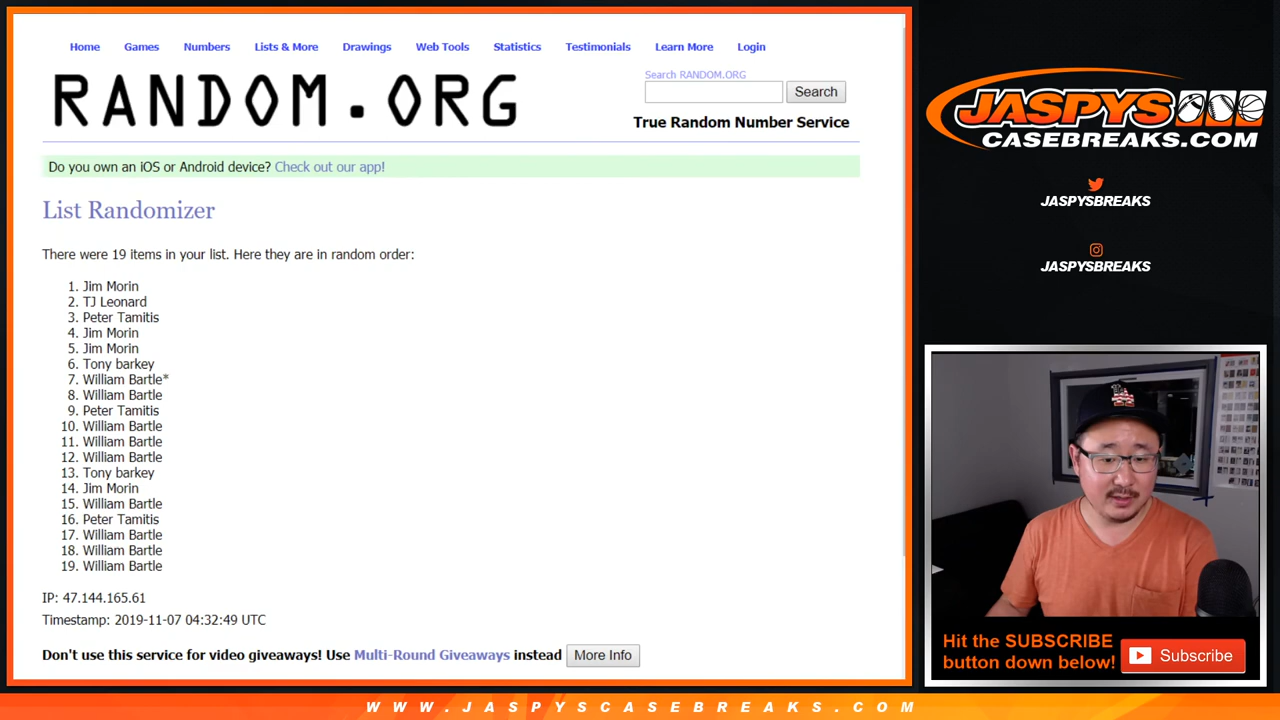 Home Games Numbers Lists & More Drawings Web Tools Statistics Testimonials Learn More Login
RANDOM.ORG
Search RANDOM.ORG
Search
True Random Number Service
Do you own an iOS or Android device? Check out our app!
List Randomizer
There were 19 items in your list. Here they are in random order:
1. Jim Morin
2. TJ Leonard
3. Peter Tamitis
4. Jim Morin
5. Jim Morin
6. Tony barkey
7. William Bartle*
8. William Bartle
9. Peter Tamitis
10. William Bartle
11. William Bartle
12. William Bartle
13. Tony barkey
14. Jim Morin
15. William Bartle
16. Peter Tamitis
17. William Bartle
18. William Bartle
19. William Bartle
IP: 47.144.165.61
Timestamp: 2019-11-07 04:32:49 UTC
Don't use this service for video giveaways! Use Multi-Round Giveaways instead More Info
JASPYS
CASEBREAKS.COM
JASPYSBREAKS
JASPYSBREAKS
LA
Hit the SUBSCRIBE
button down below!
Subscribe
WWW.JASPYSCASEBREAKS.COM